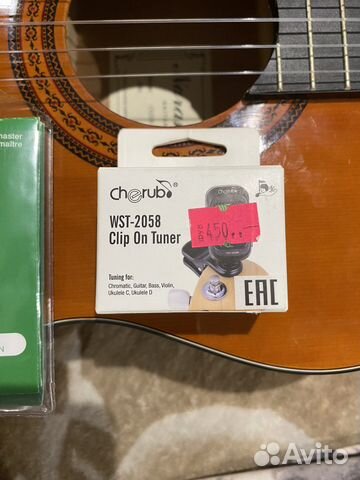 master
maître
Cherub®
Cherub
WST-2058
Clip On Tuner
450
Tuning for:
Chromatic, Guitar, Bass, Violin,
Ukulele C, Ukulele D
EAC
N
Avito